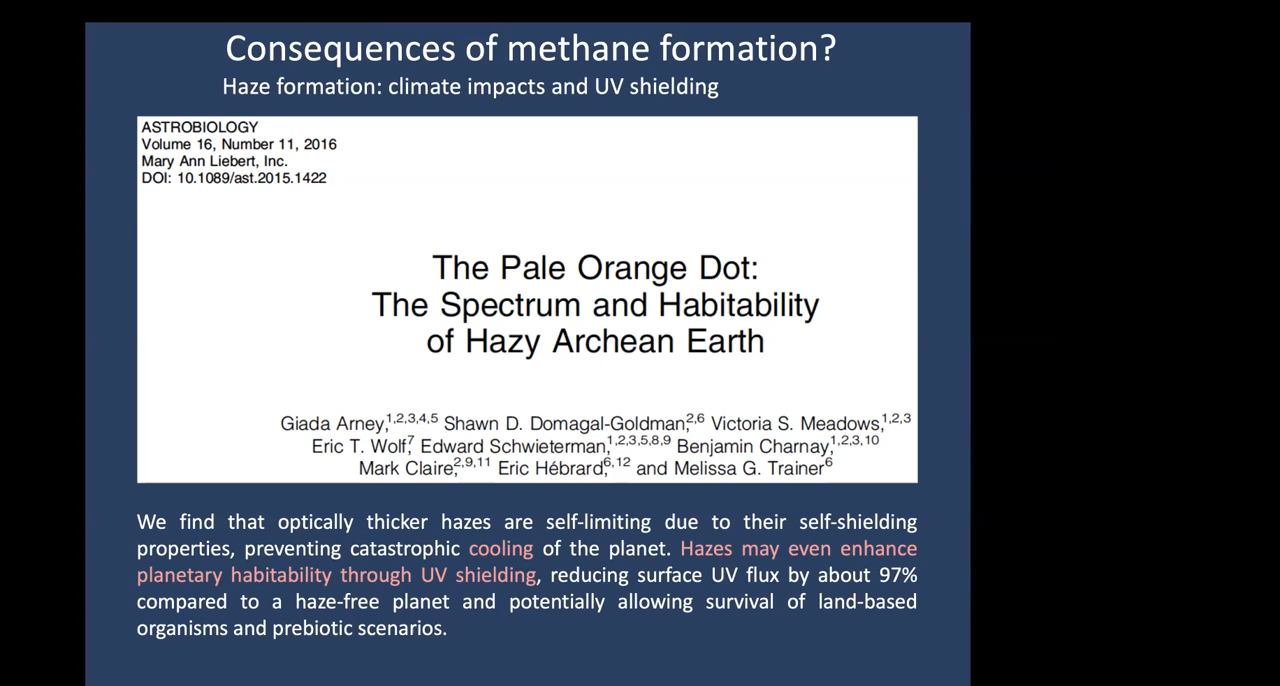 Consequences of methane formation?
Haze formation: climate impacts and UV shielding
ASTROBIOLOGY
Volume 16, Number 11, 2016
Mary Ann Liebert, Inc.
DOI: 10.1089/ast.2015.1422
The Pale Orange Dot:
The Spectrum and Habitability
of Hazy Archean Earth
Giada Arney,1,2,3,4,5 Shawn D. Domagal-Goldman,2,6 Victoria S. Meadows,1,2,3
Eric T. Wolf,7 Edward Schwieterman,1,2,3,5,8,9 Benjamin Charnay,1,2,3,10
Mark Claire,2,9,11 Eric Hébrard,6,12 and Melissa G. Trainer6
We find that optically thicker hazes are self-limiting due to their self-shielding
properties, preventing catastrophic cooling of the planet. Hazes may even enhance
planetary habitability through UV shielding, reducing surface UV flux by about 97%
compared to a haze-free planet and potentially allowing survival of land-based
organisms and prebiotic scenarios.